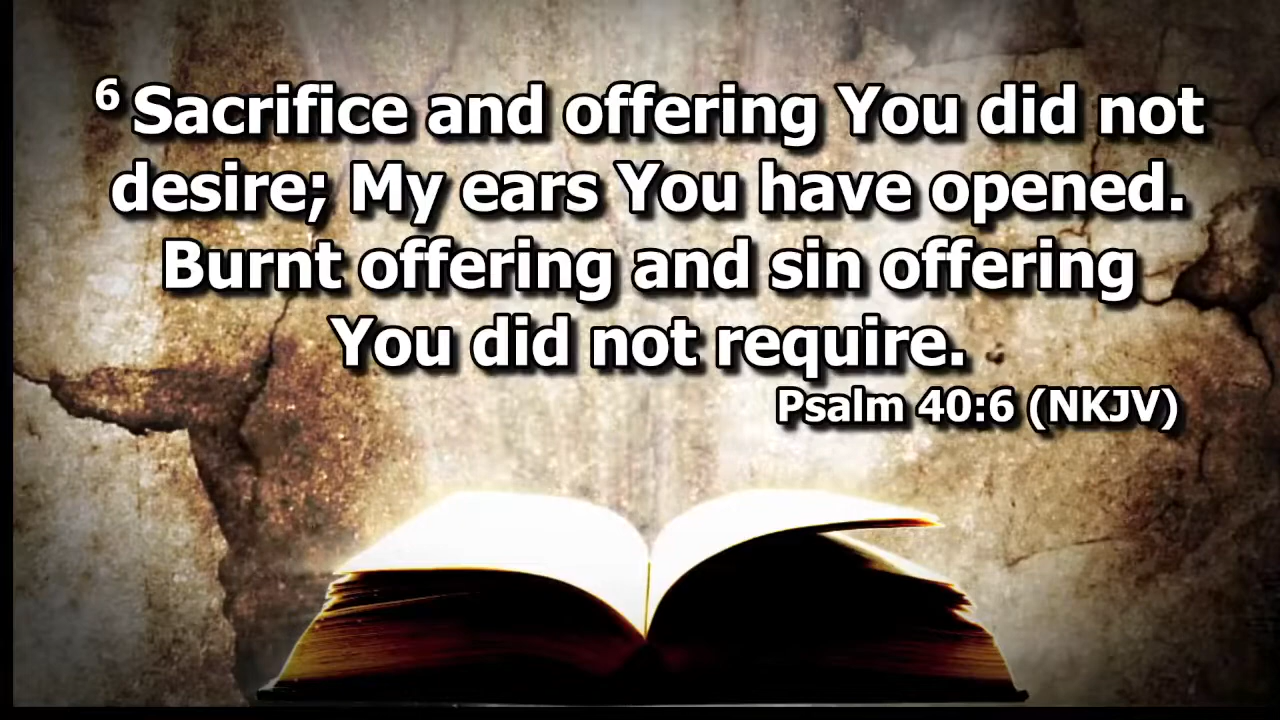 6 Sacrifice and offering You did not
desire; My ears You have opened.
Burnt offering and sin offering
You did not require.
Psalm 40:6 (NKJV)